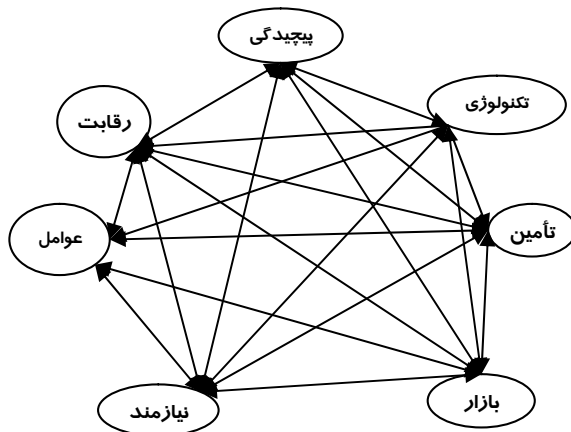 پیچیدگی
تکنولوژی
رقابت
تأمین
عوامل
بازار
نیازمند